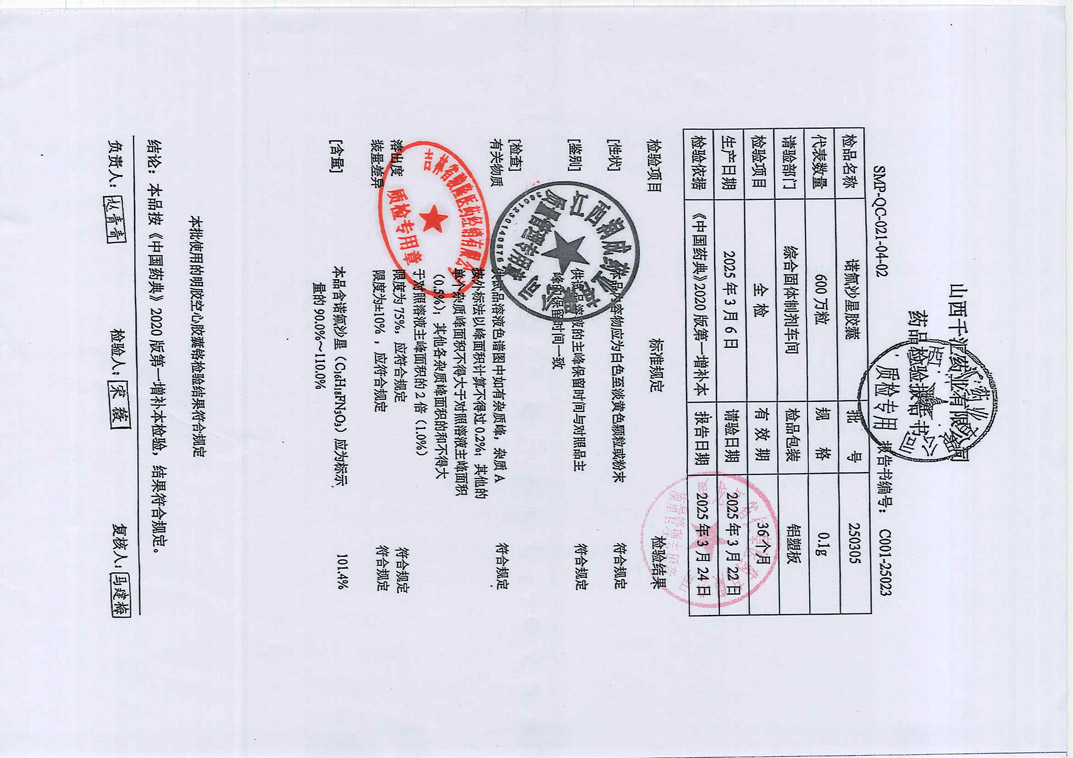 山西千汇药业有限公司
药品检验报告书
SMP-QC-021-04-02 报告书编号: C001-25023
检品名称 诺氟沙星胶囊 批号 250305
代表数量 600万粒 规格 0.1g
请验部门 综合固体制剂车间 检品包装 铝塑板
检验项目 全检 有效期 36个月
生产日期 2025年3月6日 请验日期 2025年3月22日
检验依据 《中国药典》2020版第一增补本 报告日期 2025年3月24日
检验项目 标准规定 检验结果
[性状] 本品内容物应为白色至淡黄色颗粒或粉末 符合规定
[鉴别] 供试品溶液的主峰保留时间与对照品主 符合规定
峰保留时间一致
[检查]
有关物质 供试品溶液色谱图中如有杂质峰，杂质A 符合规定
按外标法以峰面积计算不得过0.2%；其他的
单个杂质峰面积不得大于对照溶液主峰面积
（0.5%）；其他各杂质峰面积的和不得大
于对照溶液主峰面积的2倍（1.0%）
溶出度 限度为75%，应符合规定 符合规定
装量差异 限度为±10%，应符合规定 符合规定
[含量] 本品含诺氟沙星（C₁₆H₁₈FN₃O₃）应为标示 101.4%
量的90.0%～110.0%
本批使用的明胶空心胶囊铬检验结果符合规定
结论：本品按《中国药典》2020版第一增补本检验，结果符合规定。
负责人： 检验人：宋薇 复核人：马建梅
质检专用
质检专用章
江西润成药业